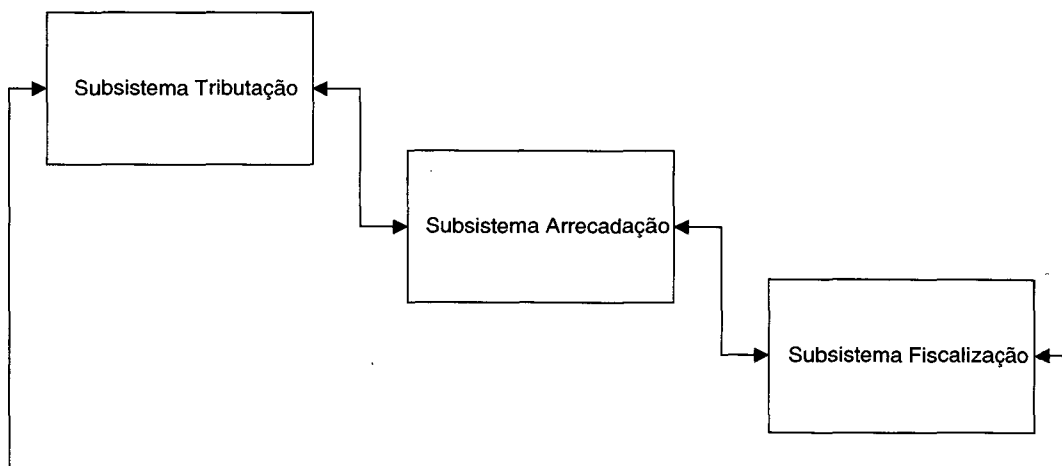 Subsistema Tributação
Subsistema Arrecadação
Subsistema Fiscalização